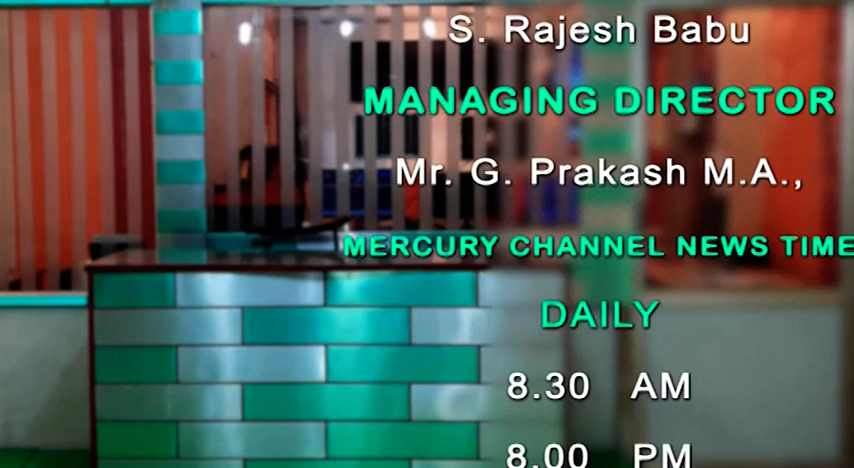 S. Rajesh Babu
MANAGING DIRECTOR
Mr. G. Prakash M.A.,
MERCURY CHANNEL NEWS TIME
DAILY
8.30 AM
8.00 PM